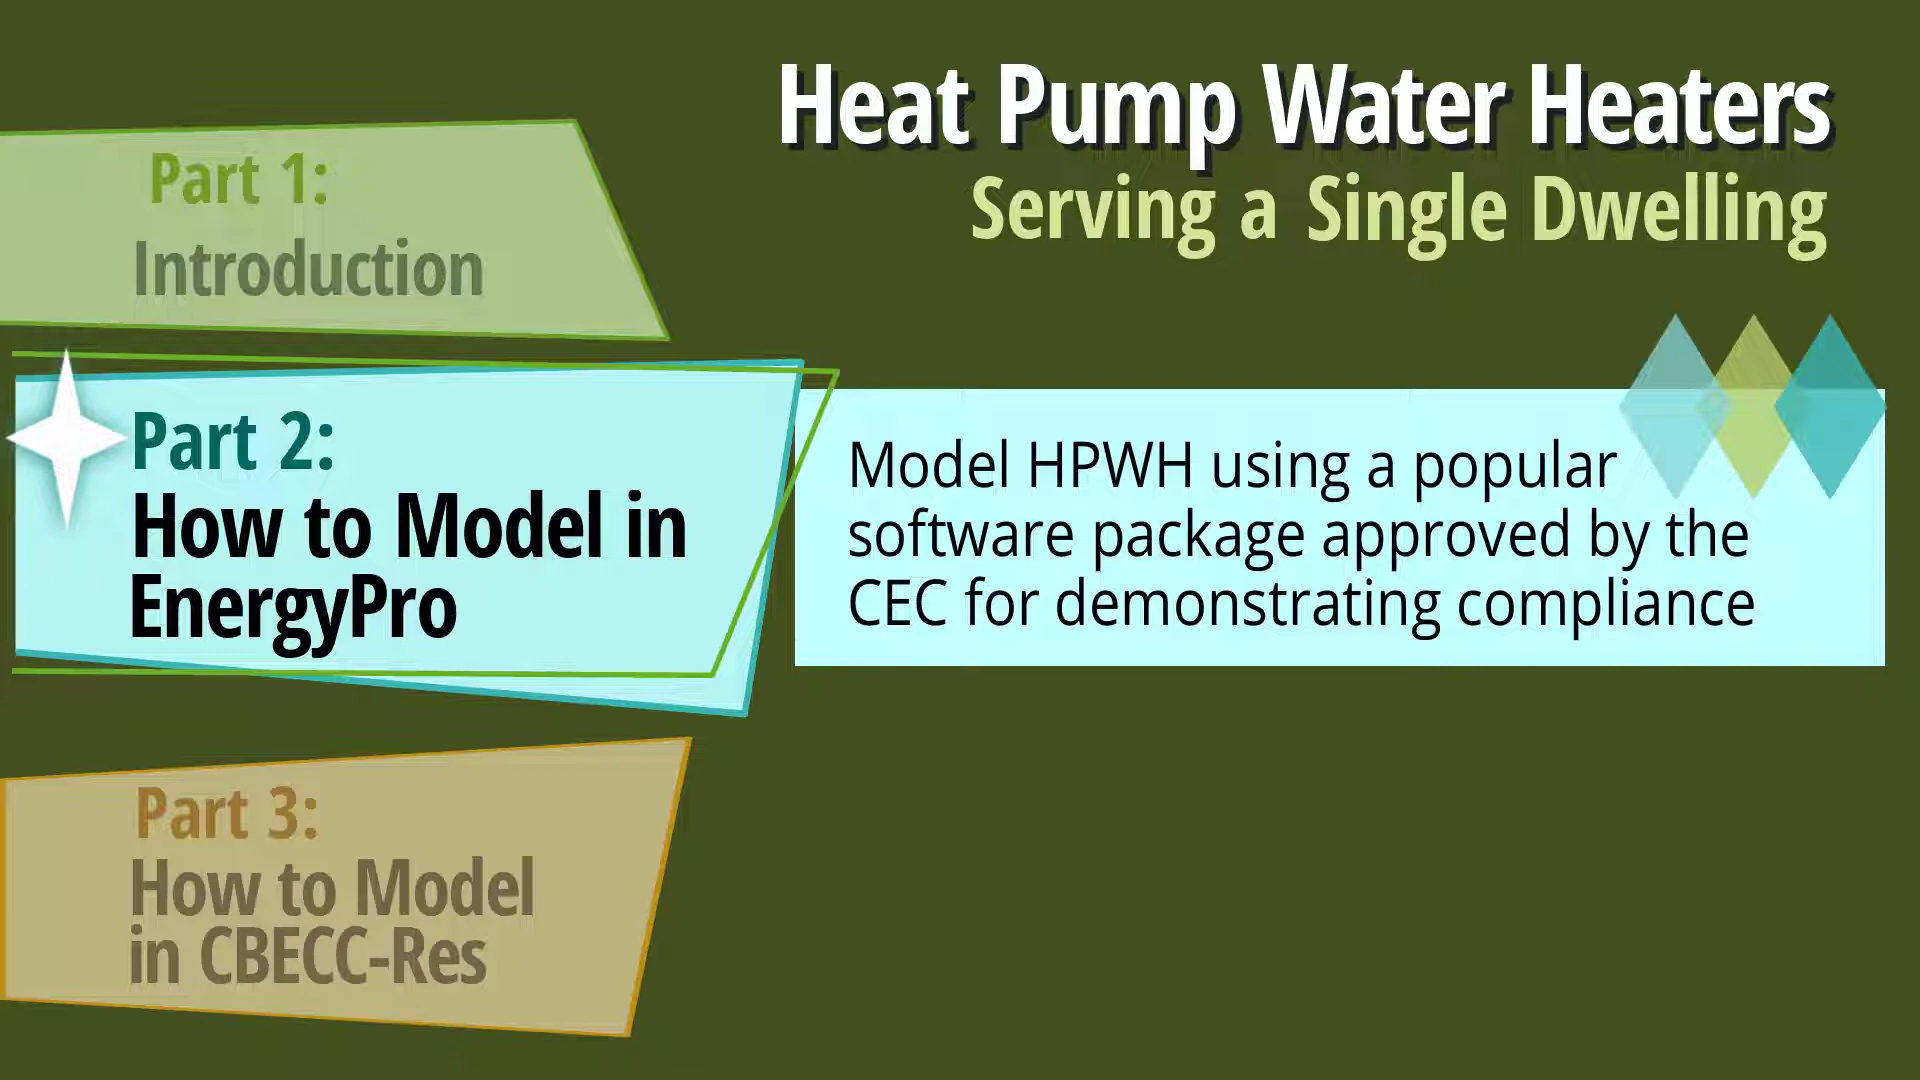 Heat Pump Water Heaters
Serving a Single Dwelling
Part 1:
Introduction
Part 2:
How to Model in
EnergyPro
Model HPWH using a popular
software package approved by the
CEC for demonstrating compliance
Part 3:
How to Model
in CBECC-Res